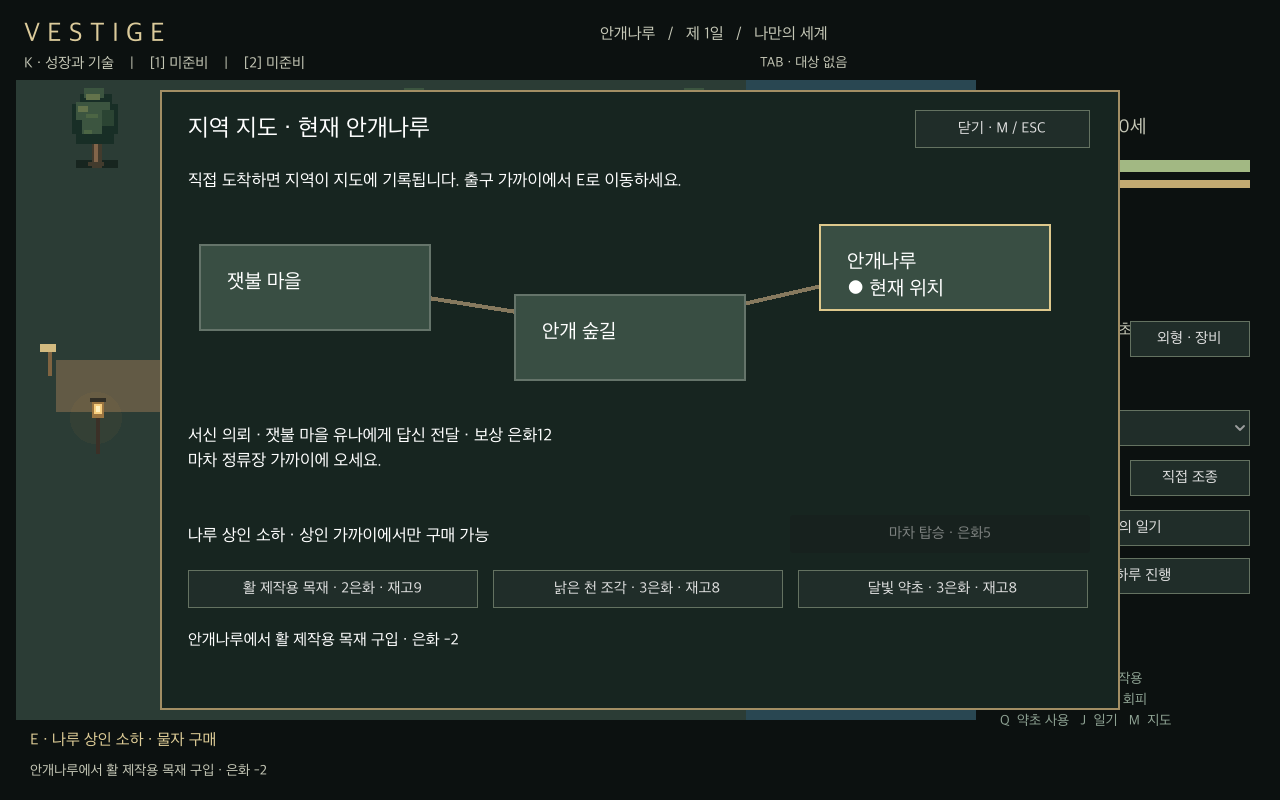 VESTIGE
안개나루 / 제 1일 / 나만의 세계
K · 성장과 기술 | [1] 미준비 | [2] 미준비
TAB · 대상 없음
지역 지도 · 현재 안개나루
닫기 · M / ESC
0세
직접 도착하면 지역이 지도에 기록됩니다. 출구 가까이에서 E로 이동하세요.
잿불 마을
안개 숲길
안개나루
● 현재 위치
초
외형 · 장비
서신 의뢰 · 잿불 마을 유나에게 답신 전달 · 보상 은화12
마차 정류장 가까이에 오세요.
직접 조종
나루 상인 소하 · 상인 가까이에서만 구매 가능
마차 탑승 · 은화5
의 일기
활 제작용 목재 · 2은화 · 재고9
낡은 천 조각 · 3은화 · 재고8
달빛 약초 · 3은화 · 재고8
하루 진행
안개나루에서 활 제작용 목재 구입 · 은화 -2
작용
회피
Q 약초 사용 J 일기 M 지도
E · 나루 상인 소하 · 물자 구매
안개나루에서 활 제작용 목재 구입 · 은화 -2